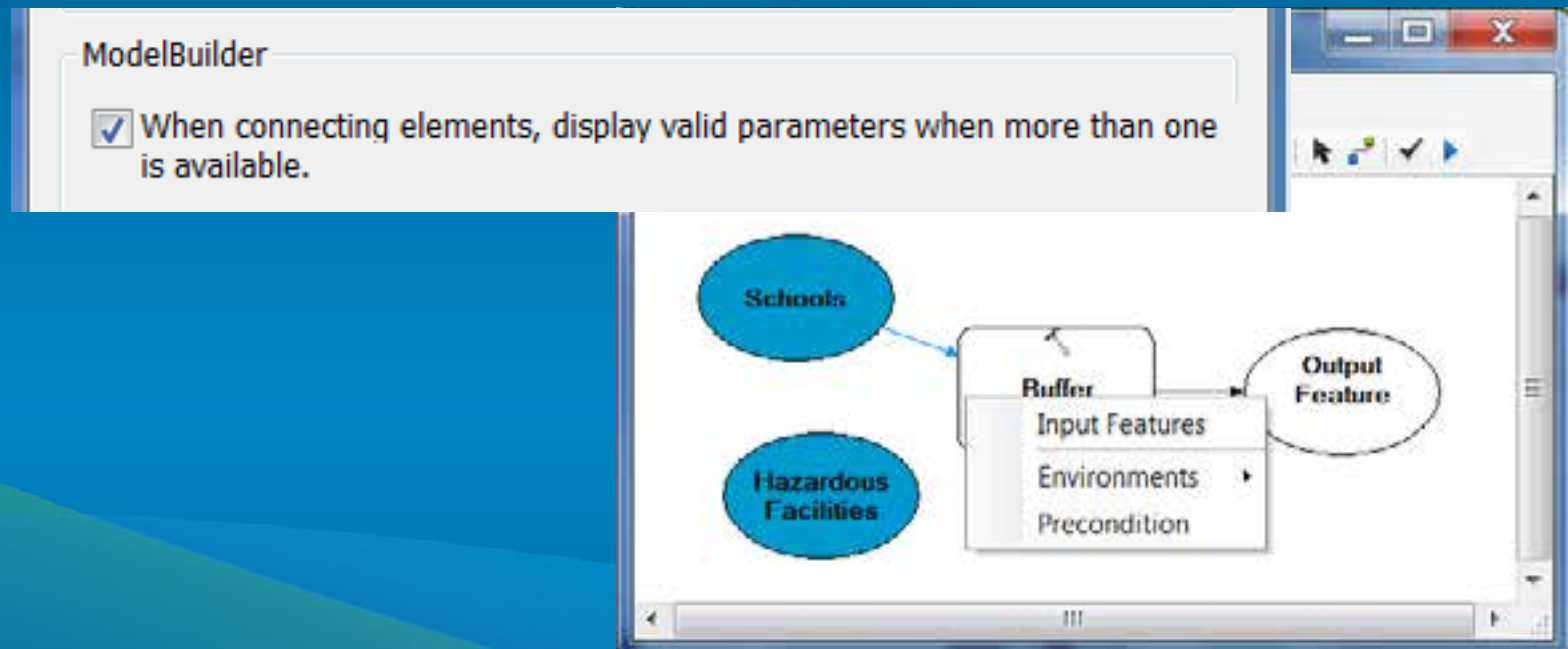 ModelBuilder
When connecting elements, display valid parameters when more than one
is available.
Schools
Buffer
Output
Feature
Input Features
Environments
Precondition
Hazardous
Facilities